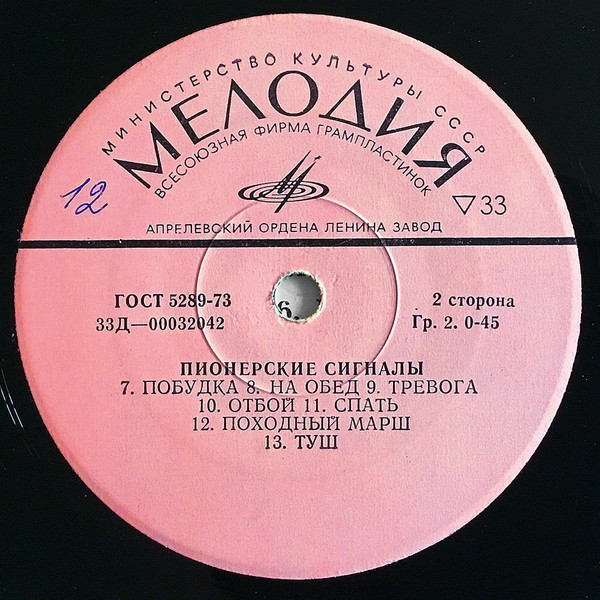 МИНИСТЕРСТВО КУЛЬТУРЫ СССР
МЕЛОДИЯ
ВСЕСОЮЗНАЯ ФИРМА ГРАМПЛАСТИНОК
12
33
АПРЕЛЕВСКИЙ ОРДЕНА ЛЕНИНА ЗАВОД
ГОСТ 5289-73
33Д—00032042
6.
2 сторона
Гр. 2. 0-45
ПИОНЕРСКИЕ СИГНАЛЫ
7. ПОБУДКА 8. НА ОБЕД 9. ТРЕВОГА
10. ОТБОЙ 11. СПАТЬ
12. ПОХОДНЫЙ МАРШ
13. ТУШ